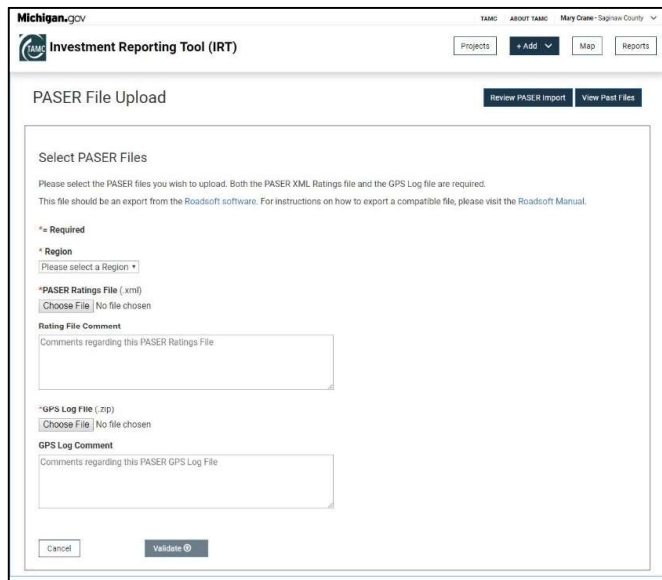 Michigan.gov
TAMC ABOUT TAMC Mary Crane - Saginaw County
TAMC Investment Reporting Tool (IRT)
Projects + Add Map Reports
PASER File Upload
Review PASER Import View Past Files
Select PASER Files
Please select the PASER files you wish to upload. Both the PASER XML Ratings file and the GPS Log file are required.
This file should be an export from the Roadsoft software. For instructions on how to export a compatible file, please visit the Roadsoft Manual.
*= Required
* Region
Please select a Region
*PASER Ratings File (.xml)
Choose File No file chosen
Rating File Comment
Comments regarding this PASER Ratings File
*GPS Log File (.zip)
Choose File No file chosen
GPS Log Comment
Comments regarding this PASER GPS Log File
Cancel Validate